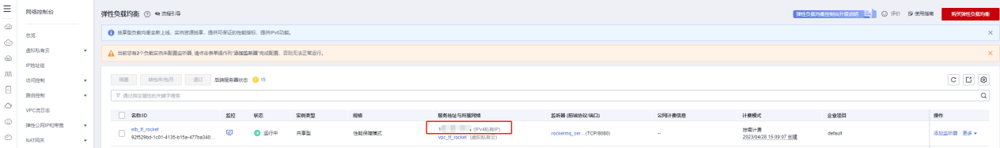 网络控制台
总览
虚拟私有云
IP地址组
访问控制
路由控制
VPC流日志
弹性公网IP和带宽
NAT网关
弹性负载均衡 流程引导
弹性负载均衡控制台升级说明 评价 使用指南 购买弹性负载均衡
独享型负载均衡全新上线，实例资源独享，提供可保证的性能指标，提供IPv6功能。
当前您有2个负载实例未配置监听器, 请点击表单操作列“添加监听器”完成配置，否则无法正常运行。
续费 转包年/包月 退订 后端服务器状态: 15
通过指定属性的关键字搜索
名称/ID 监控 状态 实例类型 规格 服务地址与所属网络 监听器 (前端协议/端口) 公网计费信息 计费模式 企业项目 操作
elb_tf_rocket 运行中 共享型 性能保障模式 (IPv4私有IP) rockermq_ser... (TCP/8080) -- 按需计费 default 添加监听器 更多
92f529bd-1c01-4135-b15a-477ba340... vpc_tf_rocket (虚拟私有云) 2023/04/28 15:09:07 创建